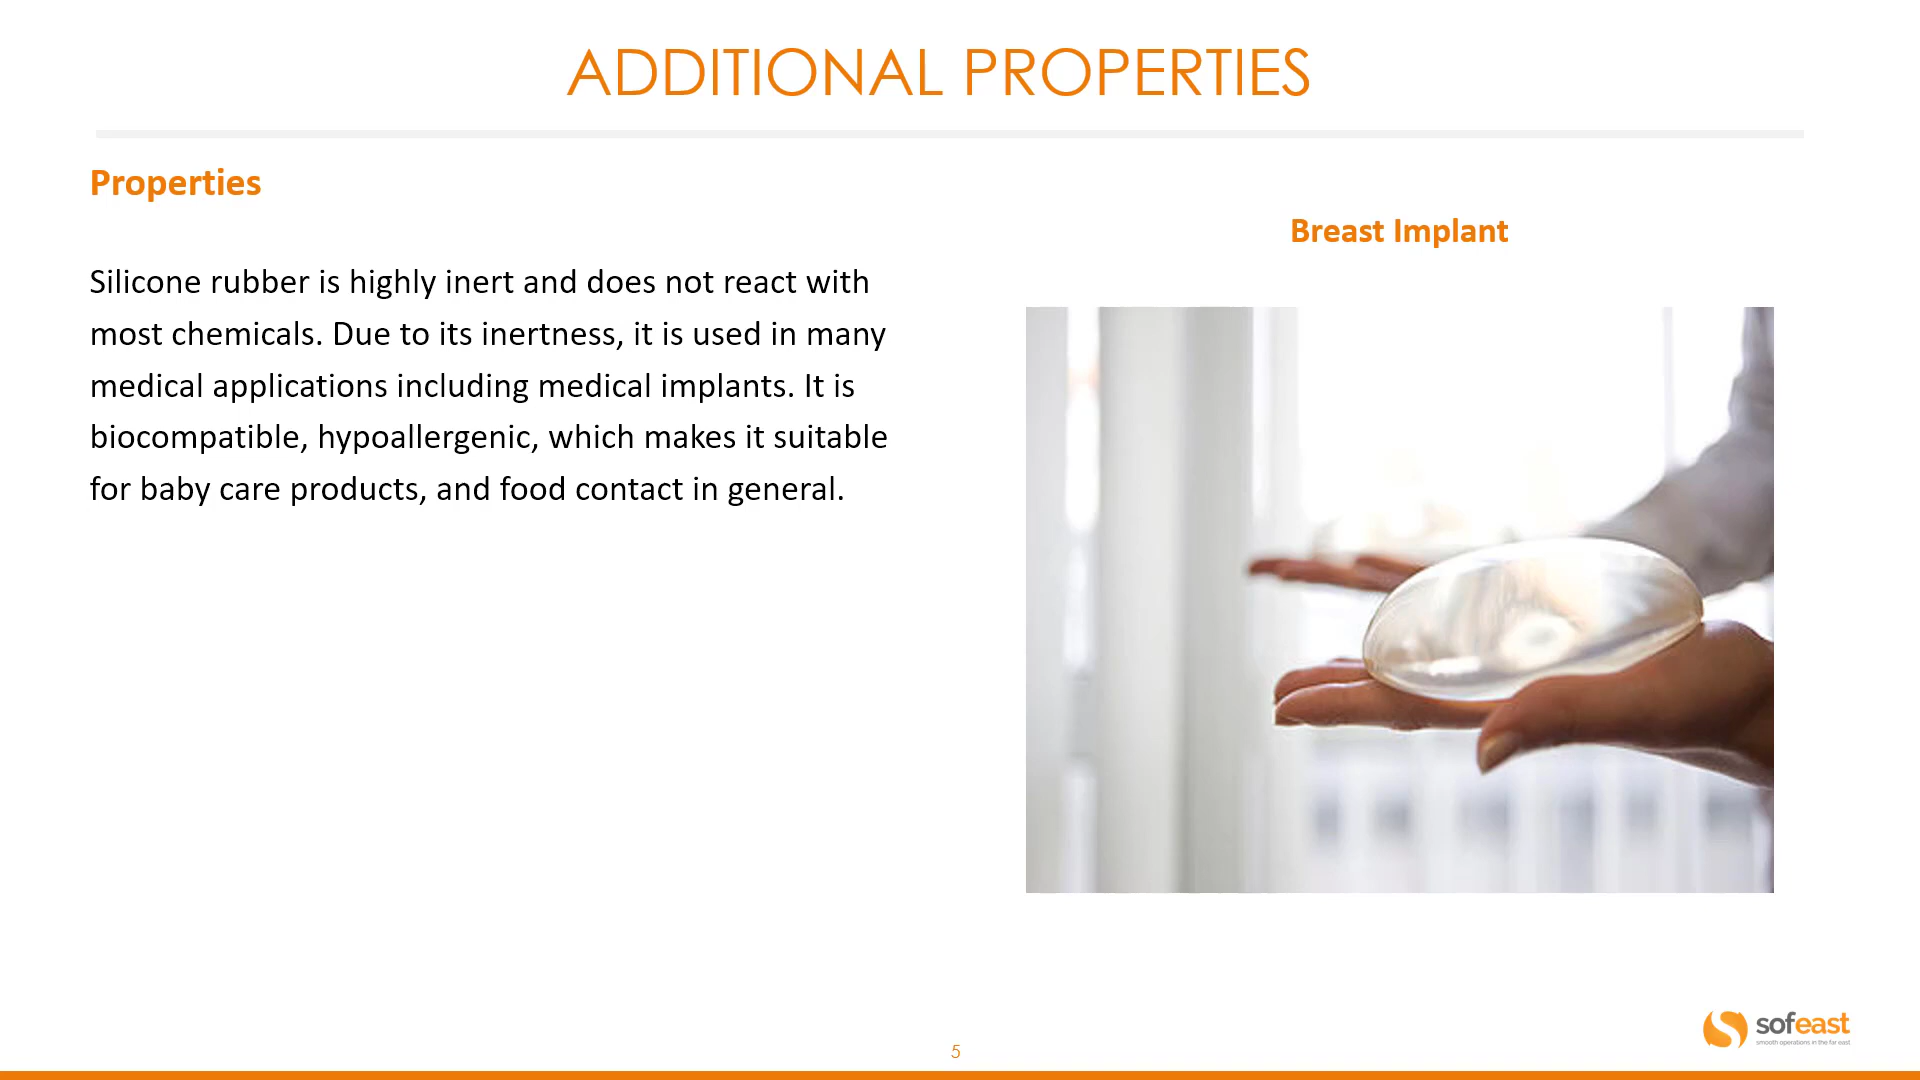 ADDITIONAL PROPERTIES
Properties
Silicone rubber is highly inert and does not react with
most chemicals. Due to its inertness, it is used in many
medical applications including medical implants. It is
biocompatible, hypoallergenic, which makes it suitable
for baby care products, and food contact in general.
Breast Implant
sofeast
smooth operations in the far east
5